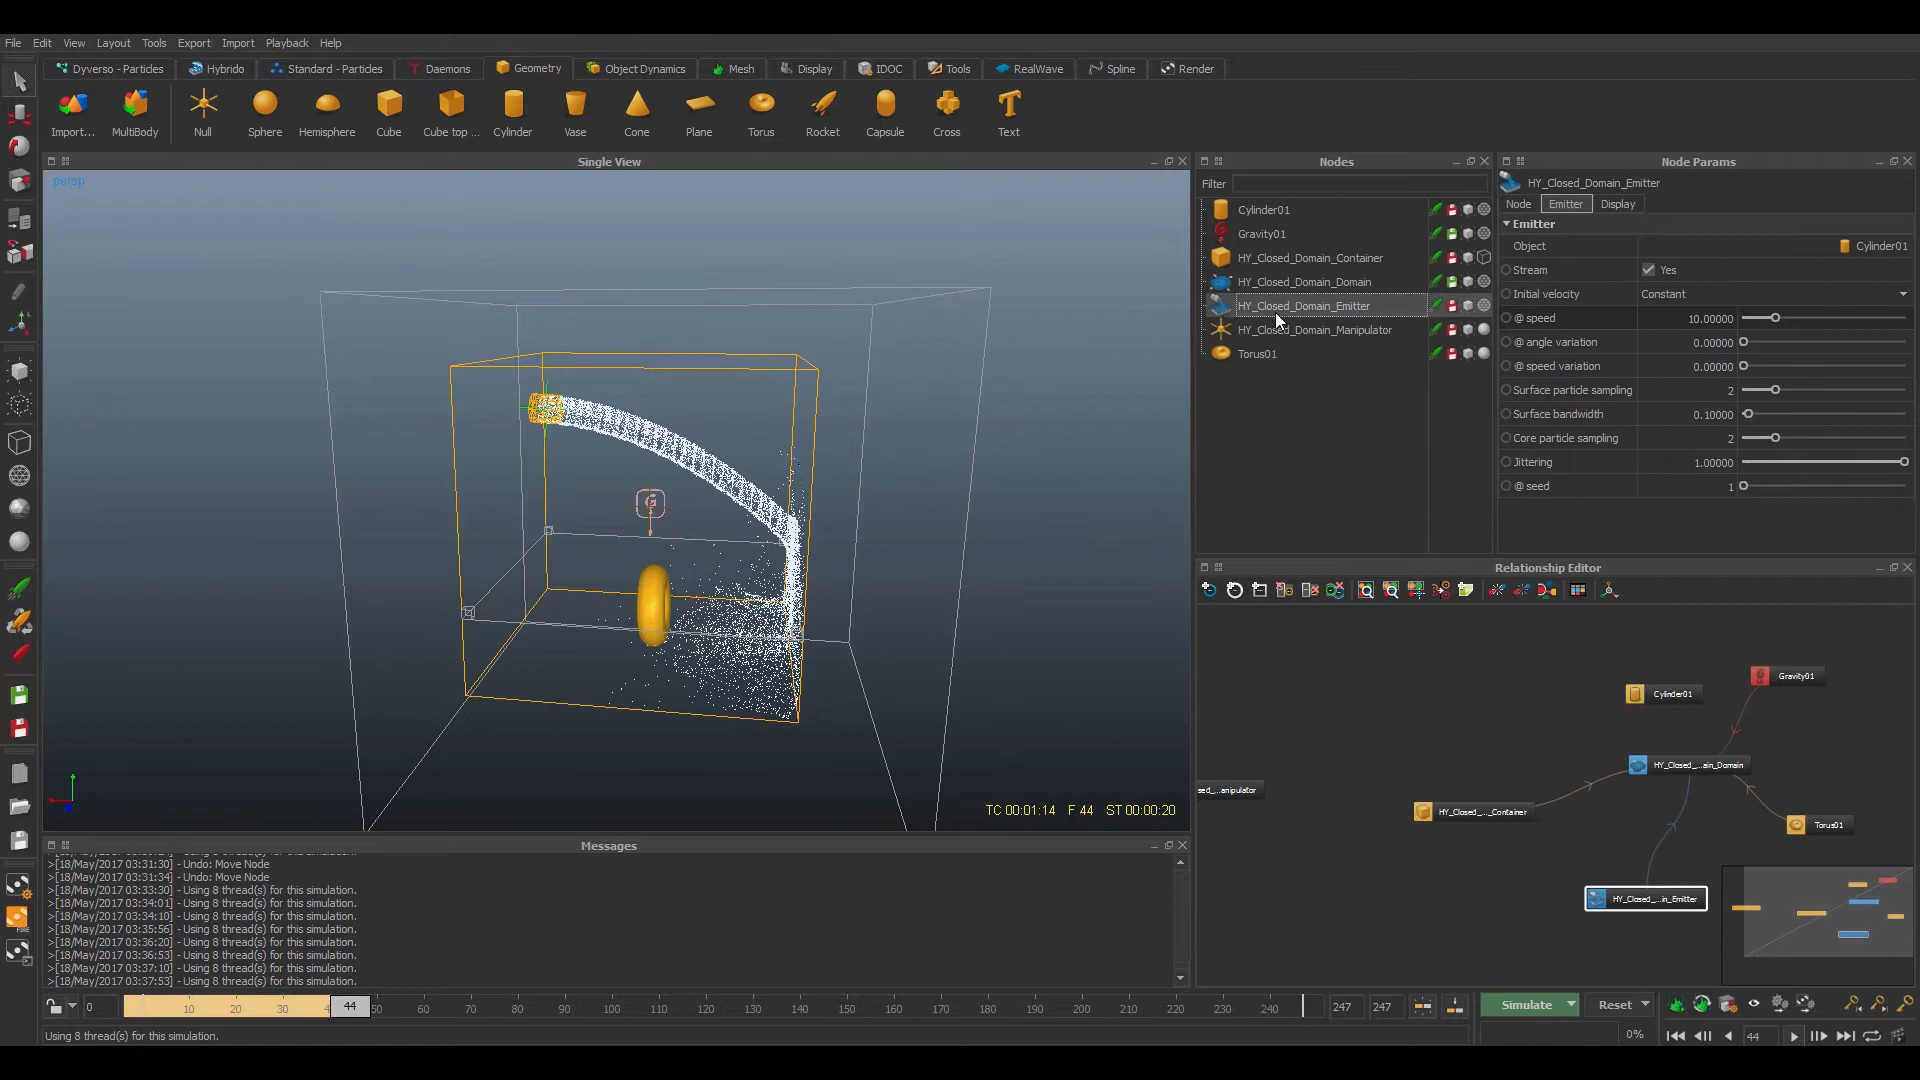 File Edit View Layout Tools Export Import Playback Help
Dyverso - Particles Hybrido Standard - Particles Daemons Geometry Object Dynamics Mesh Display IDOC Tools RealWave Spline Render
Import... MultiBody Null Sphere Hemisphere Cube Cube top ... Cylinder Vase Cone Plane Torus Rocket Capsule Cross Text
Single View
persp
G
TC 00:01:14 F 44 ST 00:00:20
Nodes
Filter
Cylinder01
Gravity01
HY_Closed_Domain_Container
HY_Closed_Domain_Domain
HY_Closed_Domain_Emitter
HY_Closed_Domain_Manipulator
Torus01
Node Params
HY_Closed_Domain_Emitter
Node Emitter Display
Emitter
Object Cylinder01
Stream Yes
Initial velocity Constant
@ speed 10.00000
@ angle variation 0.00000
@ speed variation 0.00000
Surface particle sampling 2
Surface bandwidth 0.10000
Core particle sampling 2
Jittering 1.00000
@ seed 1
Relationship Editor
Gravity01
Cylinder01
HY_Closed_...ain_Domain
sed_...anipulator
HY_Closed_..._Container
Torus01
HY_Closed_...in_Emitter
Messages
>[18/May/2017 03:31:30] - Undo: Move Node
>[18/May/2017 03:31:34] - Undo: Move Node
>[18/May/2017 03:33:30] - Using 8 thread(s) for this simulation.
>[18/May/2017 03:34:01] - Using 8 thread(s) for this simulation.
>[18/May/2017 03:34:10] - Using 8 thread(s) for this simulation.
>[18/May/2017 03:35:56] - Using 8 thread(s) for this simulation.
>[18/May/2017 03:36:20] - Using 8 thread(s) for this simulation.
>[18/May/2017 03:36:53] - Using 8 thread(s) for this simulation.
>[18/May/2017 03:37:10] - Using 8 thread(s) for this simulation.
>[18/May/2017 03:37:53] - Using 8 thread(s) for this simulation.
0 10 20 30 44 50 60 70 80 90 100 110 120 130 140 150 160 170 180 190 200 210 220 230 240 247 247
Simulate Reset
Using 8 thread(s) for this simulation.
0% 44